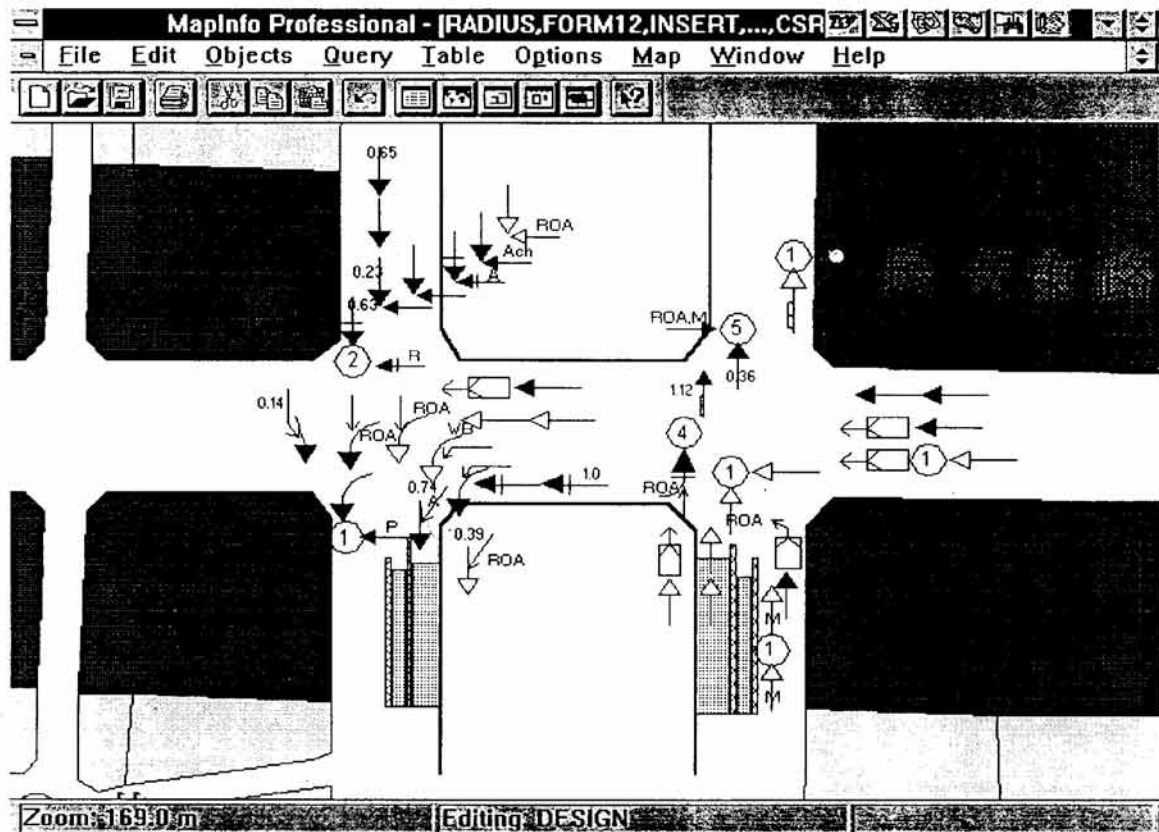 MapInfo Professional - [RADIUS,FORM12,INSERT,...,CSR
File Edit Objects Query Table Options Map Window Help
0.65
ROA
Ach
A
1
0.23
0.63
ROA,M
5
2
R
1.12
0.36
0.14
ROA
ROA
WB
4
1
1
0.74
A
1.0
ROA
1
P
0.39
ROA
ROA
M
1
M
Zoom: 169.0 m
Editing: DESIGN